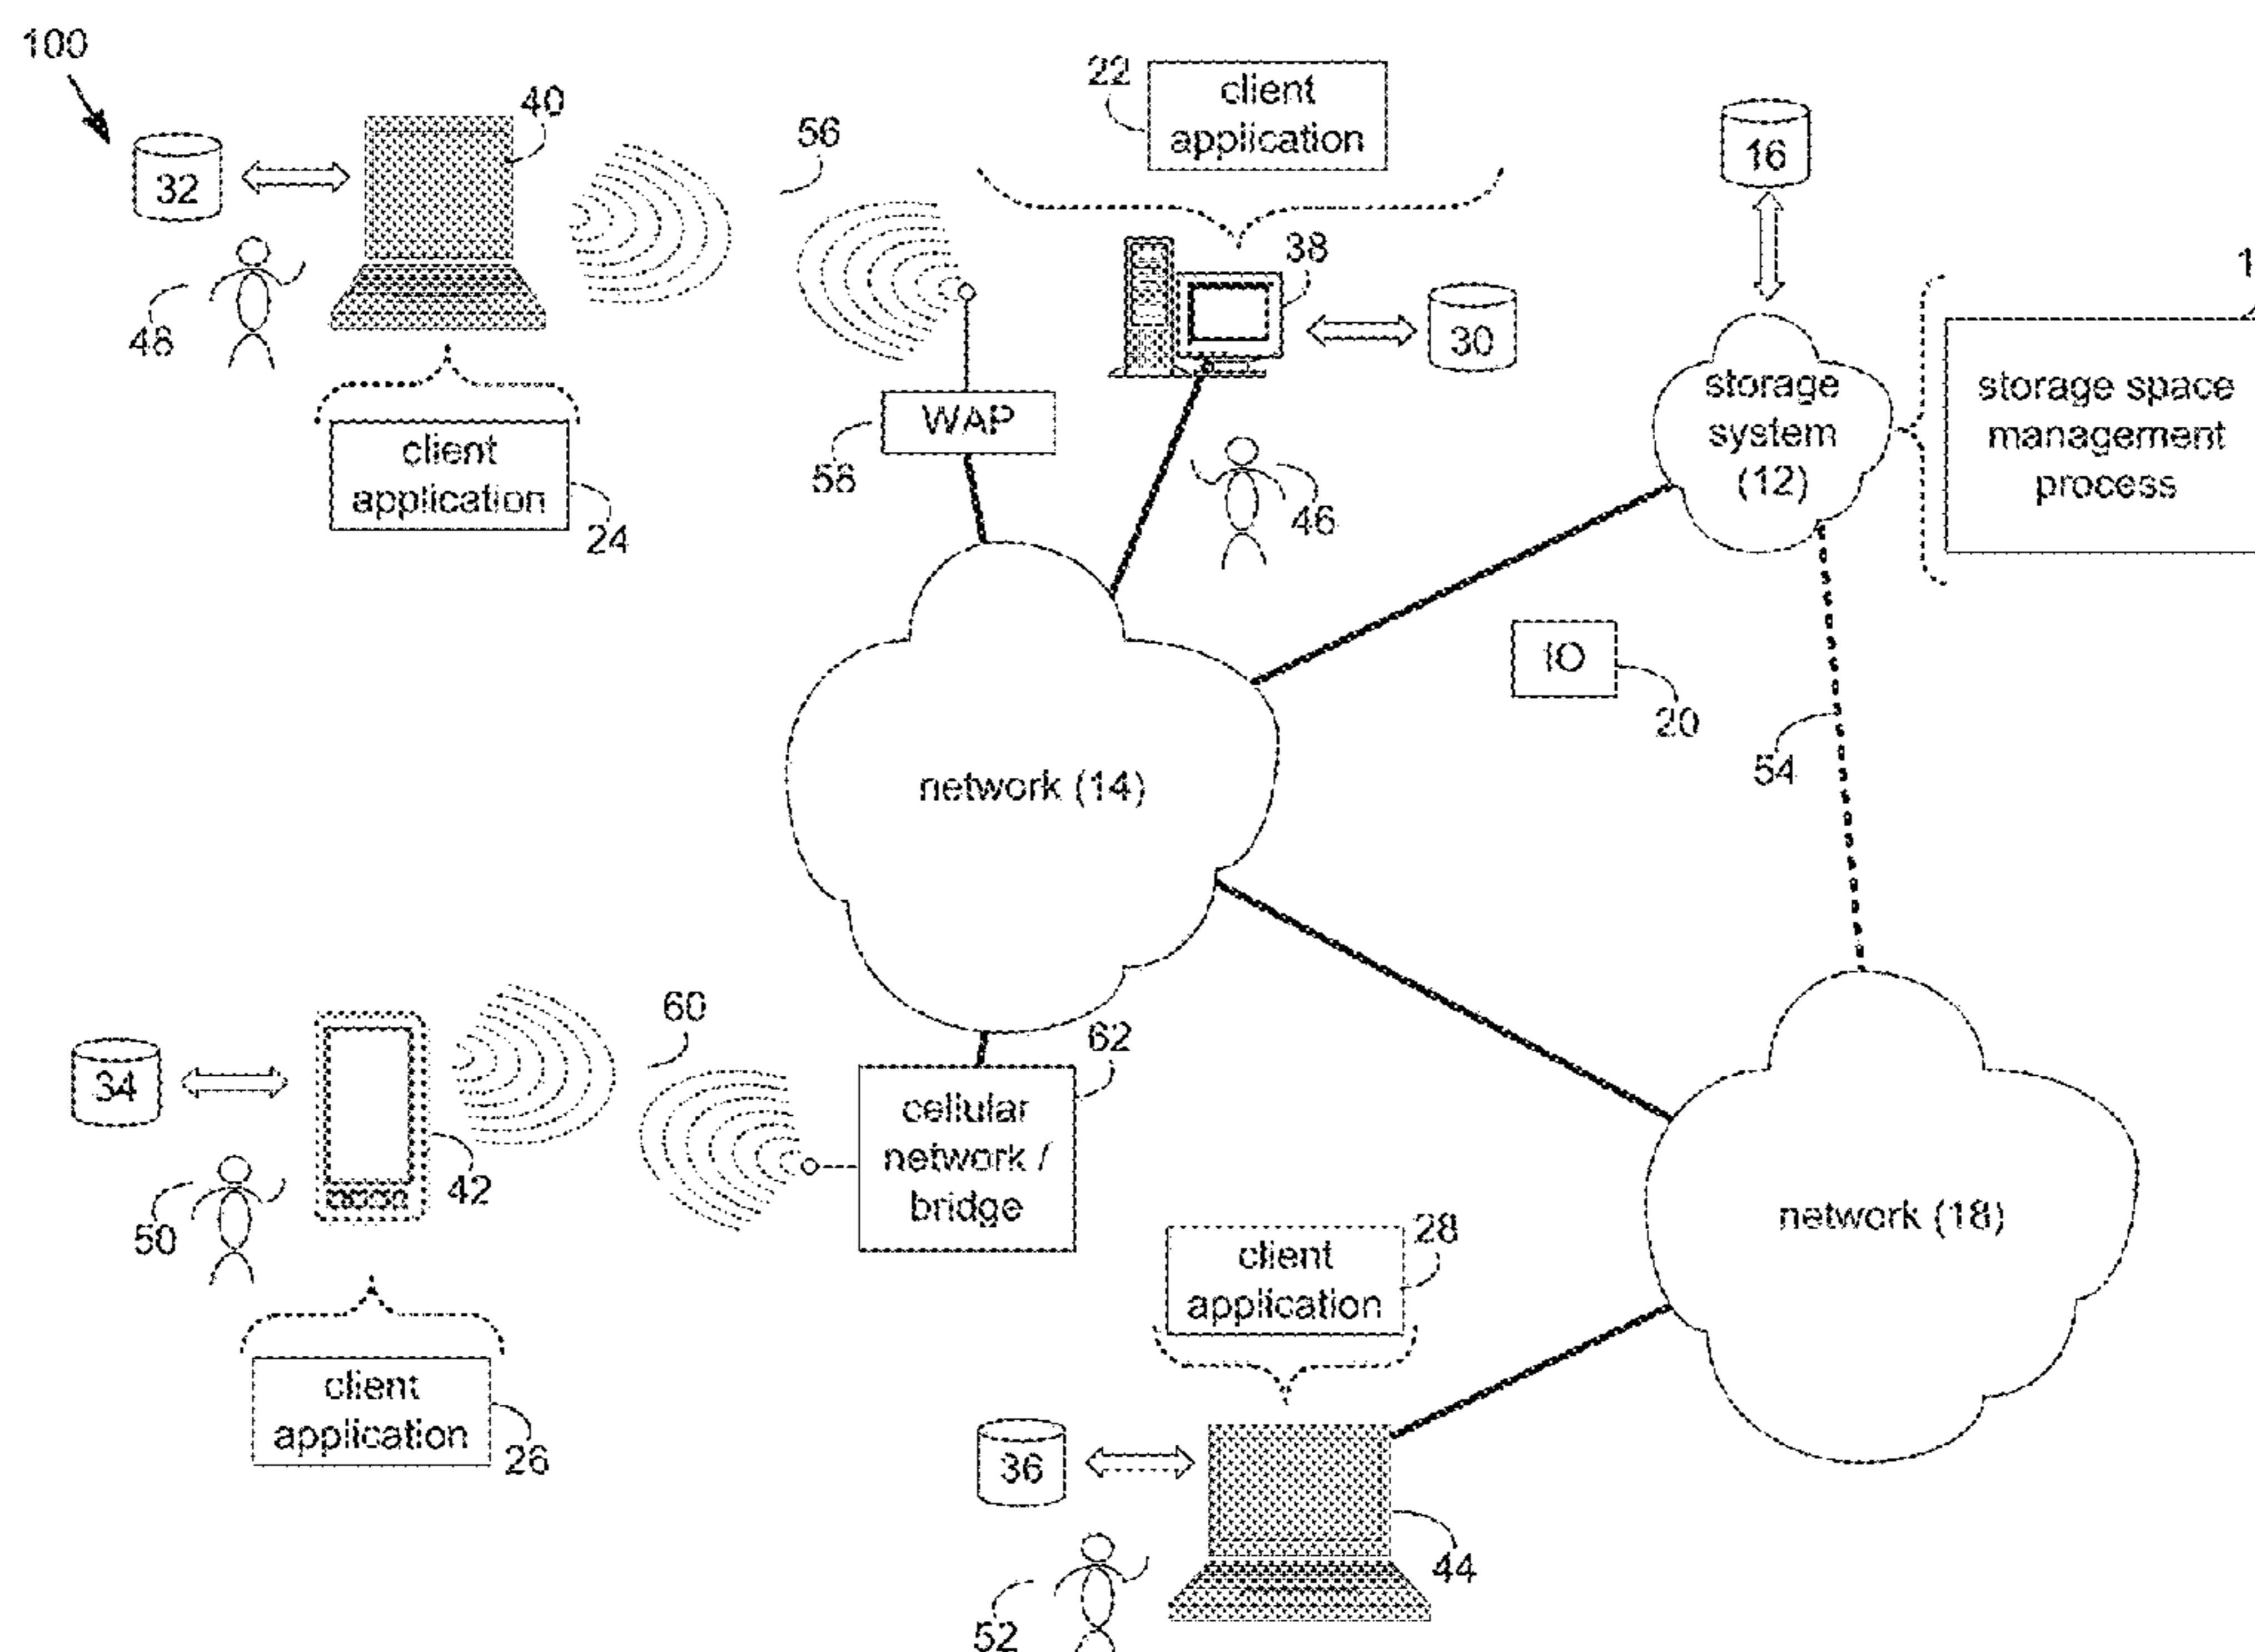 100
40
56
22
client
application
32
16
38
1
48
30
WAP
58
storage
system
(12)
storage space
management
process
client
application
24
46
IO
20
54
network (14)
60
62
34
cellular
network /
bridge
42
50
28
client
application
network (18)
client
application
26
36
44
52